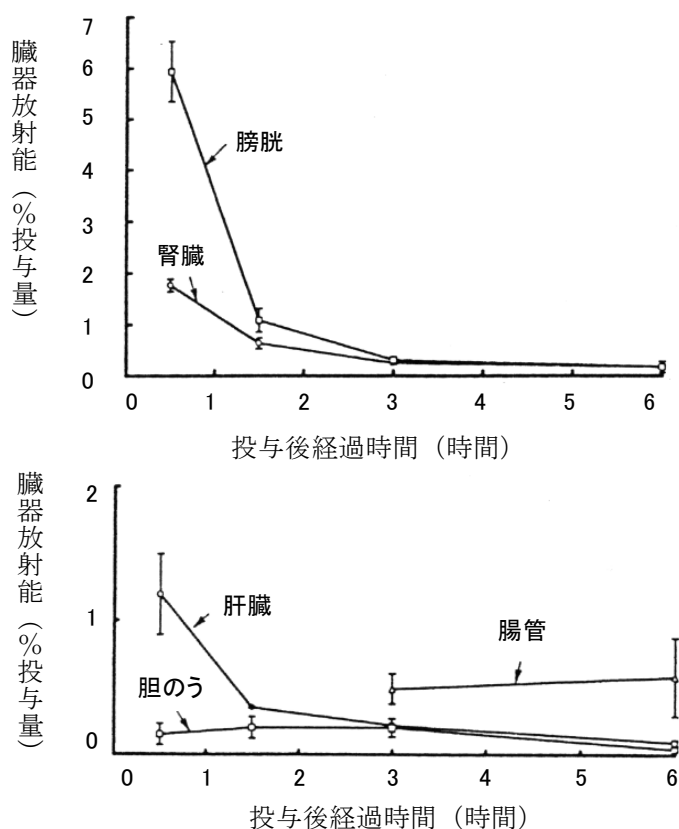 臓器放射能（％投与量）
7
6
5
4
3
2
1
0
膀胱
腎臓
0 1 2 3 4 5 6
投与後経過時間（時間）
臓器放射能（％投与量）
2
1
0
肝臓
腸管
胆のう
0 1 2 3 4 5 6
投与後経過時間（時間）